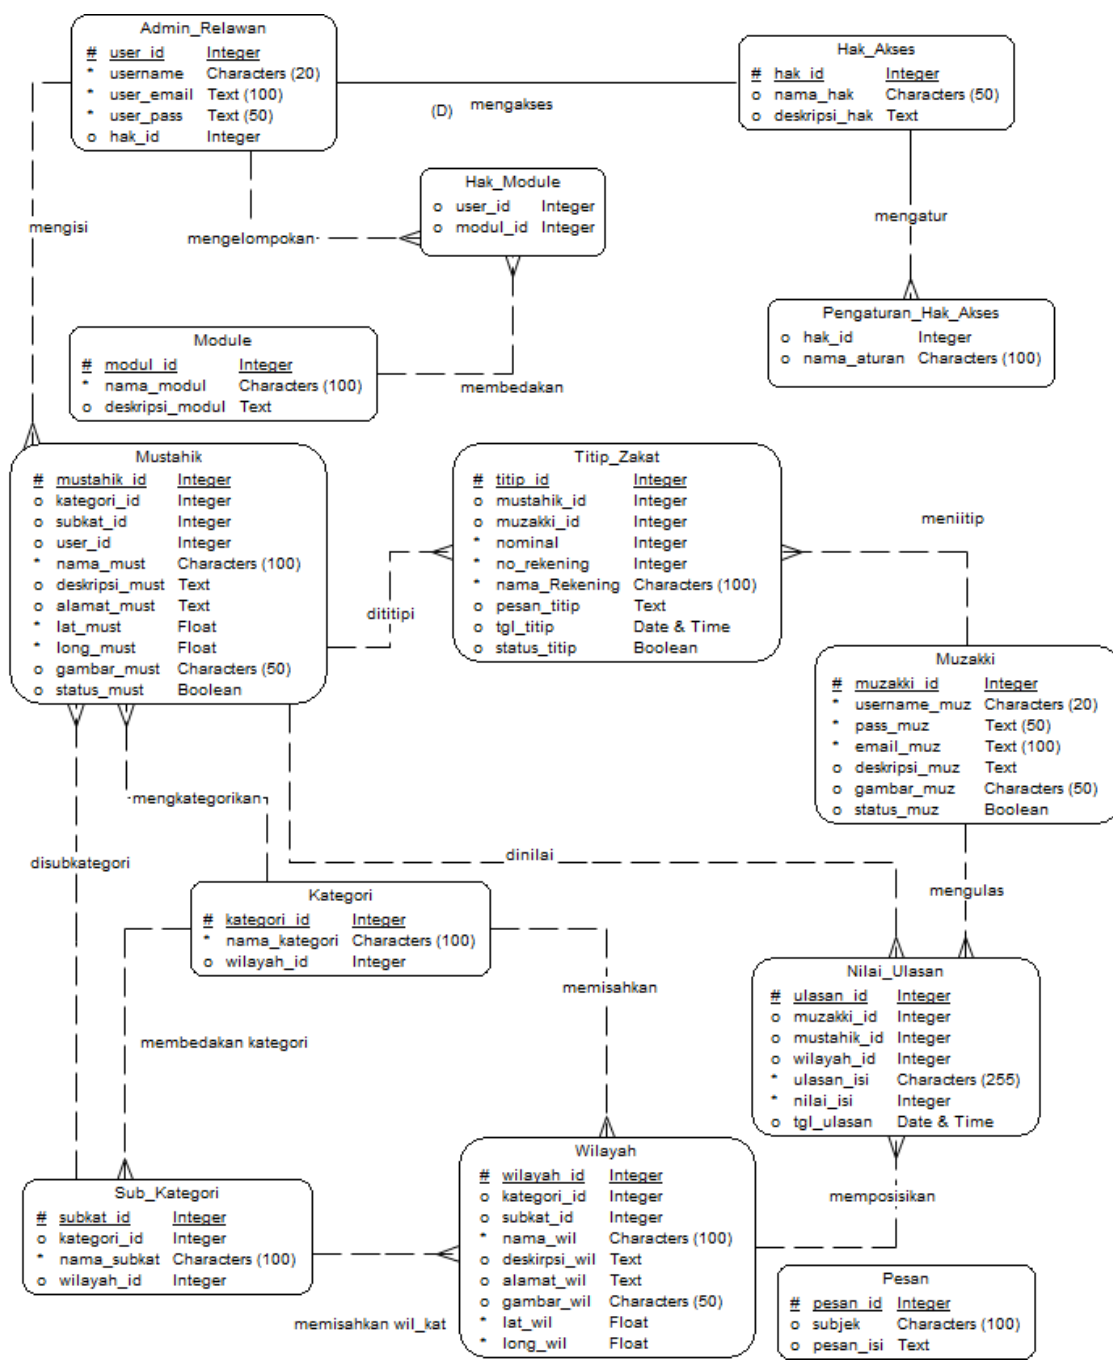 Admin_Relawan
# user_id Integer
* username Characters (20)
* user_email Text (100)
* user_pass Text (50)
o hak_id Integer
Hak_Akses
# hak_id Integer
o nama_hak Characters (50)
o deskripsi_hak Text
mengakses
(D)
Hak_Module
o user_id Integer
o modul_id Integer
mengisi
mengelompokan
mengatur
Pengaturan_Hak_Akses
o hak_id Integer
o nama_aturan Characters (100)
Module
# modul_id Integer
* nama_modul Characters (100)
o deskripsi_modul Text
membedakan
Mustahik
# mustahik_id Integer
o kategori_id Integer
o subkat_id Integer
o user_id Integer
* nama_must Characters (100)
o deskripsi_must Text
o alamat_must Text
* lat_must Float
* long_must Float
o gambar_must Characters (50)
o status_must Boolean
Titip_Zakat
# titip_id Integer
o mustahik_id Integer
o muzakki_id Integer
* nominal Integer
* no_rekening Integer
* nama_Rekening Characters (100)
o pesan_titip Text
o tgl_titip Date & Time
o status_titip Boolean
meniitip
dititipi
Muzakki
# muzakki_id Integer
* username_muz Characters (20)
* pass_muz Text (50)
* email_muz Text (100)
o deskripsi_muz Text
o gambar_muz Characters (50)
o status_muz Boolean
mengkategorikan
disubkategori
dinilai
mengulas
Kategori
# kategori_id Integer
* nama_kategori Characters (100)
o wilayah_id Integer
memisahkan
membedakan kategori
Nilai_Ulasan
# ulasan_id Integer
o muzakki_id Integer
o mustahik_id Integer
o wilayah_id Integer
* ulasan_isi Characters (255)
* nilai_isi Integer
o tgl_ulasan Date & Time
Sub_Kategori
# subkat_id Integer
o kategori_id Integer
* nama_subkat Characters (100)
o wilayah_id Integer
Wilayah
# wilayah_id Integer
o kategori_id Integer
o subkat_id Integer
* nama_wil Characters (100)
o deskirpsi_wil Text
o alamat_wil Text
o gambar_wil Characters (50)
* lat_wil Float
* long_wil Float
memposisikan
memisahkan wil_kat
Pesan
# pesan_id Integer
o subjek Characters (100)
o pesan_isi Text